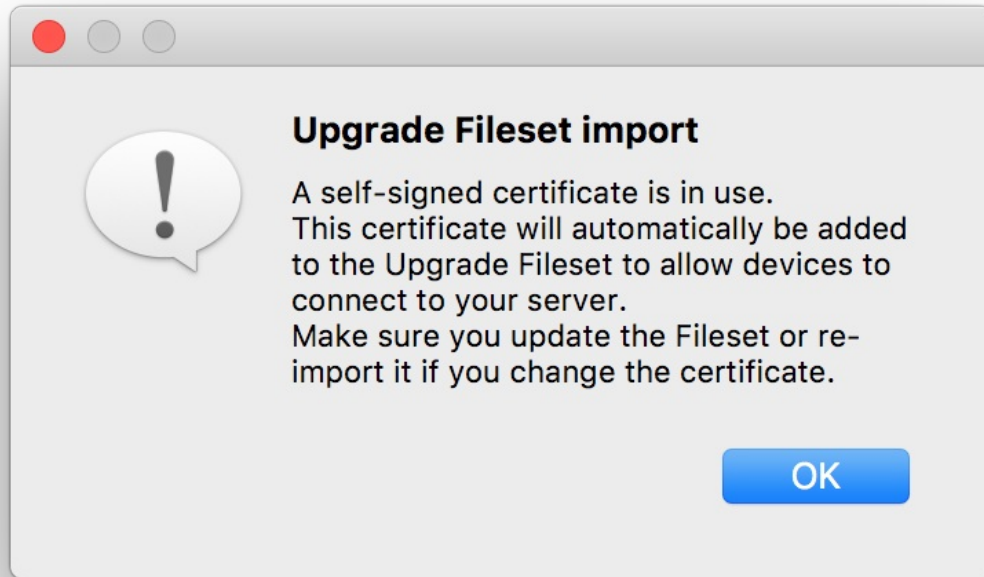 Upgrade Fileset import
A self-signed certificate is in use.
This certificate will automatically be added
to the Upgrade Fileset to allow devices to
connect to your server.
Make sure you update the Fileset or re-
import it if you change the certificate.
OK